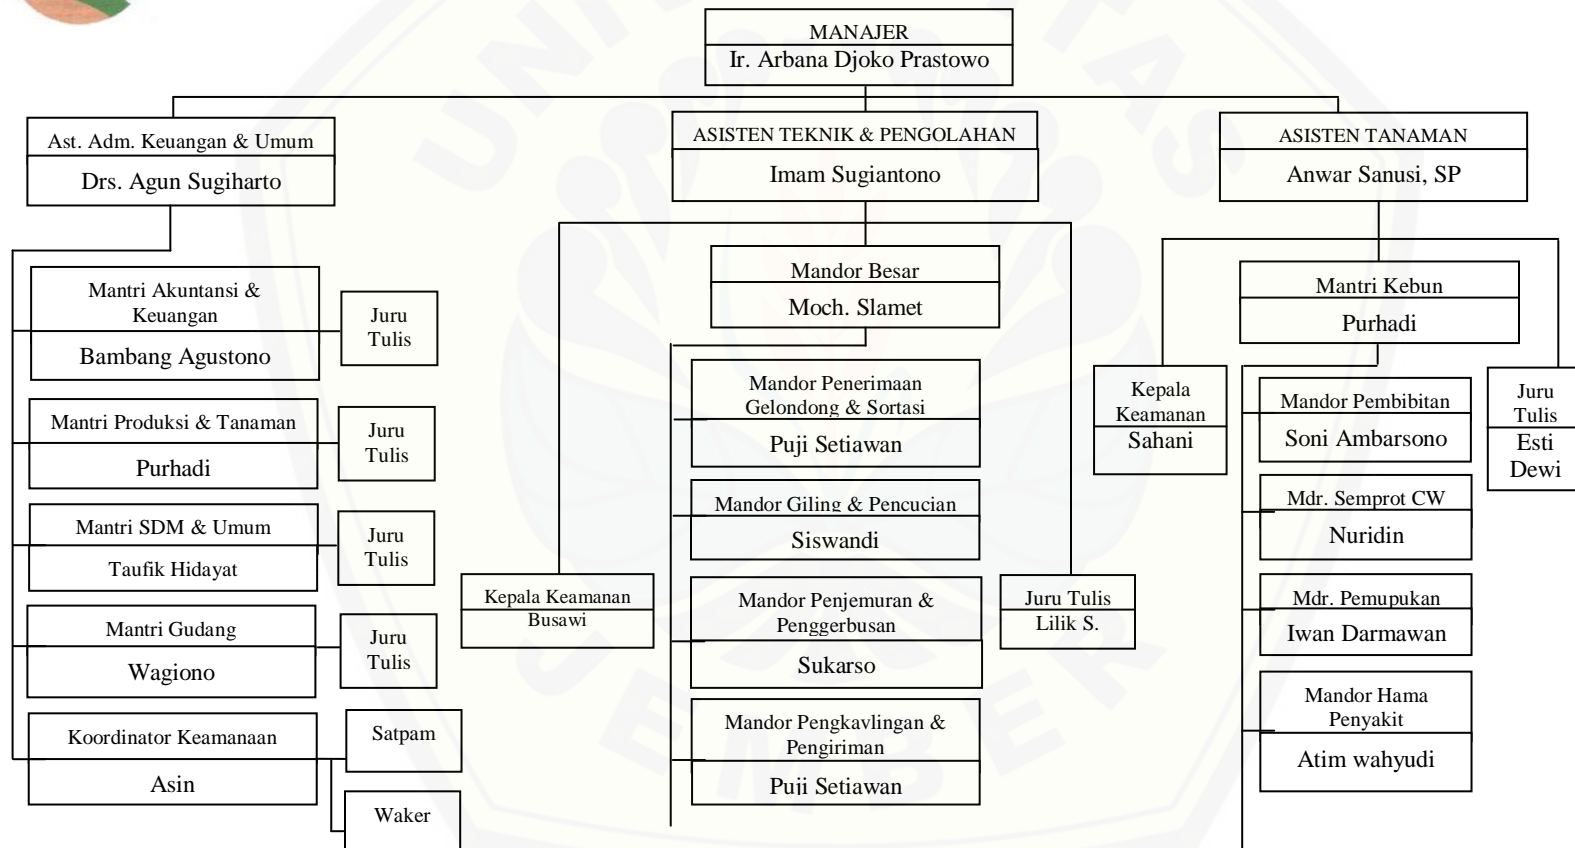 MANAJER
Ir. Arbana Djoko Prastowo
Ast. Adm. Keuangan & Umum
Drs. Agun Sugiharto
ASISTEN TEKNIK & PENGOLAHAN
Imam Sugiantono
ASISTEN TANAMAN
Anwar Sanusi, SP
Mantri Akuntansi &
Keuangan
Bambang Agustono
Juru
Tulis
Mantri Produksi & Tanaman
Purhadi
Juru
Tulis
Mantri SDM & Umum
Taufik Hidayat
Juru
Tulis
Mantri Gudang
Wagiono
Juru
Tulis
Koordinator Keamanaan
Asin
Satpam
Waker
Mandor Besar
Moch. Slamet
Kepala Keamanan
Busawi
Mandor Penerimaan
Gelondong & Sortasi
Puji Setiawan
Mandor Giling & Pencucian
Siswandi
Mandor Penjemuran &
Penggerbusan
Sukarso
Mandor Pengkavlingan &
Pengiriman
Puji Setiawan
Juru Tulis
Lilik S.
Mantri Kebun
Purhadi
Kepala
Keamanan
Sahani
Mandor Pembibitan
Soni Ambarsono
Mdr. Semprot CW
Nuridin
Mdr. Pemupukan
Iwan Darmawan
Mandor Hama
Penyakit
Atim wahyudi
Juru
Tulis
Esti
Dewi
UNIVERSITAS
JEMBER